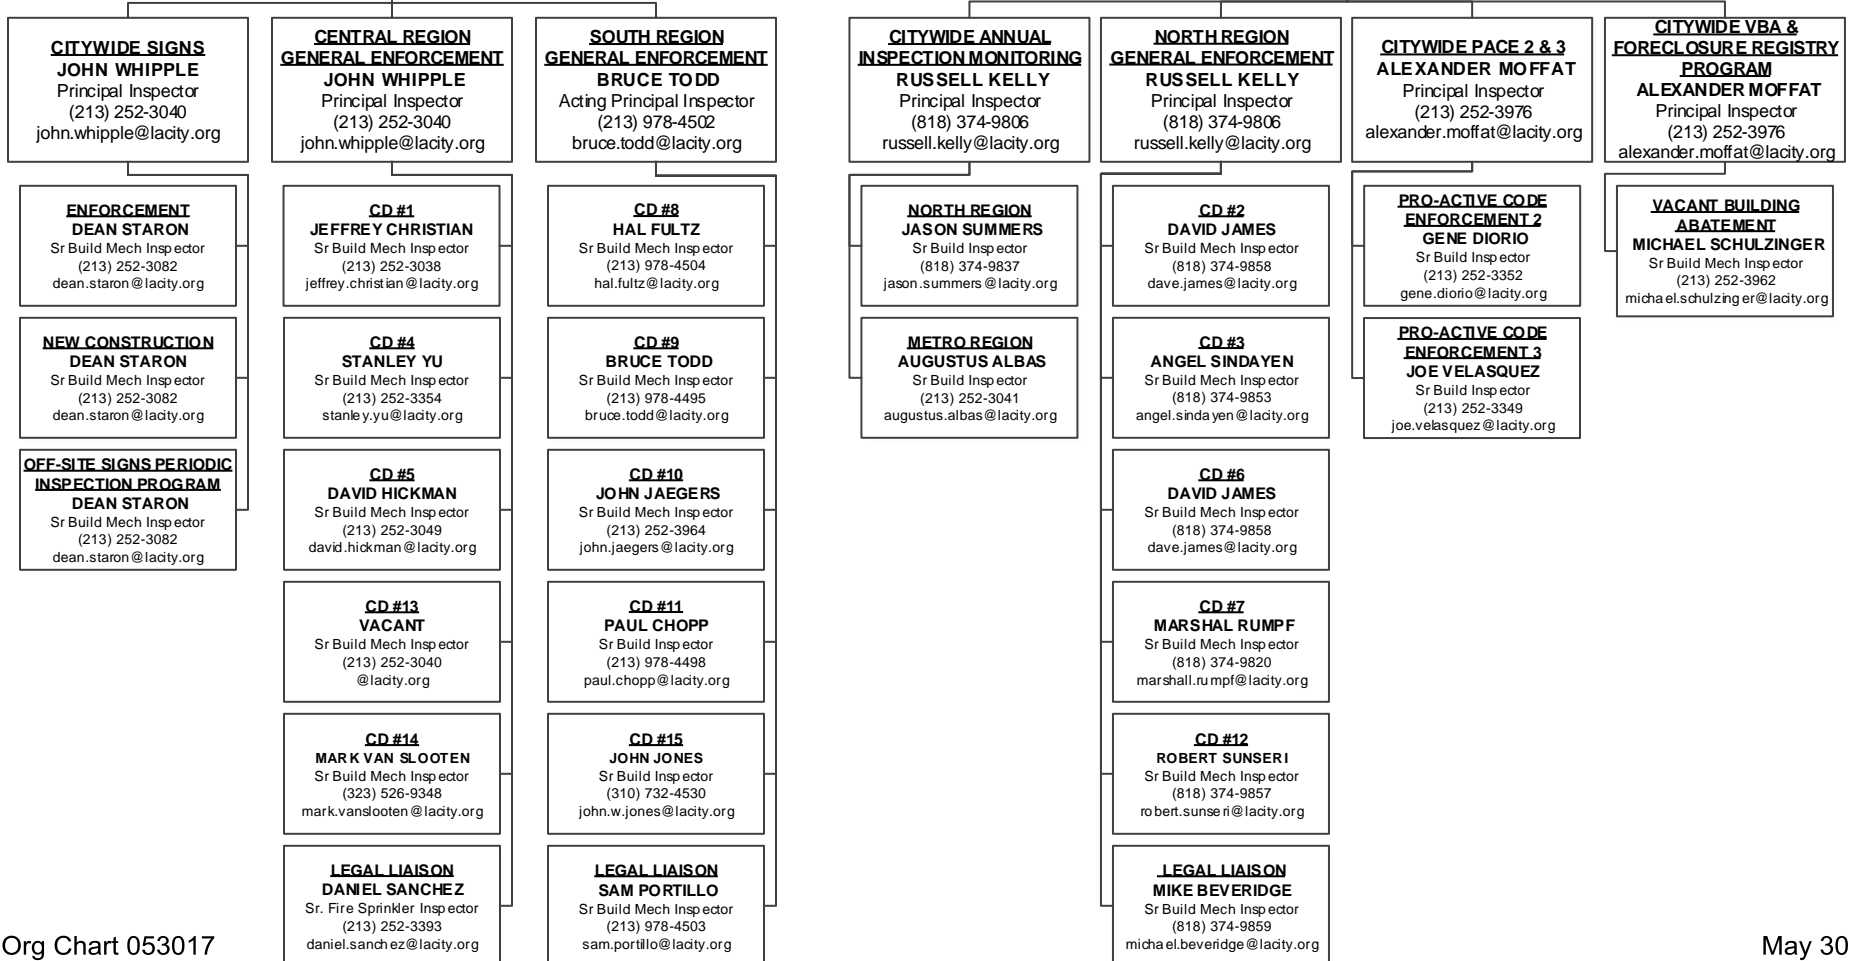 CITYWIDE SIGNS
JOHN WHIPPLE
Principal Inspector
(213) 252-3040
john.whipple@lacity.org
ENFORCEMENT
DEAN STARON
Sr Build Mech Inspector
(213) 252-3082
dean.staron@lacity.org
NEW CONSTRUCTION
DEAN STARON
Sr Build Mech Inspector
(213) 252-3082
dean.staron@lacity.org
OFF-SITE SIGNS PERIODIC
INSPECTION PROGRAM
DEAN STARON
Sr Build Mech Inspector
(213) 252-3082
dean.staron@lacity.org
CENTRAL REGION
GENERAL ENFORCEMENT
JOHN WHIPPLE
Principal Inspector
(213) 252-3040
john.whipple@lacity.org
CD #1
JEFFREY CHRISTIAN
Sr Build Mech Inspector
(213) 252-3038
jeffrey.christian@lacity.org
CD #4
STANLEY YU
Sr Build Mech Inspector
(213) 252-3354
stanley.yu@lacity.org
CD #5
DAVID HICKMAN
Sr Build Mech Inspector
(213) 252-3049
david.hickman@lacity.org
CD #13
VACANT
Sr Build Mech Inspector
(213) 252-3040
@lacity.org
CD #14
MARK VAN SLOOTEN
Sr Build Mech Inspector
(323) 526-9348
mark.vanslooten@lacity.org
LEGAL LIAISON
DANIEL SANCHEZ
Sr. Fire Sprinkler Inspector
(213) 252-3393
daniel.sanchez@lacity.org
SOUTH REGION
GENERAL ENFORCEMENT
BRUCE TODD
Acting Principal Inspector
(213) 978-4502
bruce.todd@lacity.org
CD #8
HAL FULTZ
Sr Build Mech Inspector
(213) 978-4504
hal.fultz@lacity.org
CD #9
BRUCE TODD
Sr Build Mech Inspector
(213) 978-4495
bruce.todd@lacity.org
CD #10
JOHN JAEGERS
Sr Build Mech Inspector
(213) 252-3964
john.jaegers@lacity.org
CD #11
PAUL CHOPP
Sr Build Inspector
(213) 978-4498
paul.chopp@lacity.org
CD #15
JOHN JONES
Sr Build Inspector
(310) 732-4530
john.w.jones@lacity.org
LEGAL LIAISON
SAM PORTILLO
Sr Build Mech Inspector
(213) 978-4503
sam.portillo@lacity.org
CITYWIDE ANNUAL
INSPECTION MONITORING
RUSSELL KELLY
Principal Inspector
(818) 374-9806
russell.kelly@lacity.org
NORTH REGION
JASON SUMMERS
Sr Build Inspector
(818) 374-9837
jason.summers@lacity.org
METRO REGION
AUGUSTUS ALBAS
Sr Build Inspector
(213) 252-3041
augustus.albas@lacity.org
NORTH REGION
GENERAL ENFORCEMENT
RUSSELL KELLY
Principal Inspector
(818) 374-9806
russell.kelly@lacity.org
CD #2
DAVID JAMES
Sr Build Mech Inspector
(818) 374-9858
dave.james@lacity.org
CD #3
ANGEL SINDAYEN
Sr Build Mech Inspector
(818) 374-9853
angel.sindayen@lacity.org
CD #6
DAVID JAMES
Sr Build Mech Inspector
(818) 374-9858
dave.james@lacity.org
CD #7
MARSHAL RUMPF
Sr Build Mech Inspector
(818) 374-9820
marshall.rumpf@lacity.org
CD #12
ROBERT SUNSERI
Sr Build Mech Inspector
(818) 374-9857
robert.sunseri@lacity.org
LEGAL LIAISON
MIKE BEVERIDGE
Sr Build Mech Inspector
(818) 374-9859
michael.beveridge@lacity.org
CITYWIDE PACE 2 & 3
ALEXANDER MOFFAT
Principal Inspector
(213) 252-3976
alexander.moffat@lacity.org
PRO-ACTIVE CODE
ENFORCEMENT 2
GENE DIORIO
Sr Build Inspector
(213) 252-3352
gene.diorio@lacity.org
PRO-ACTIVE CODE
ENFORCEMENT 3
JOE VELASQUEZ
Sr Build Inspector
(213) 252-3349
joe.velasquez@lacity.org
CITYWIDE VBA &
FORECLOSURE REGISTRY
PROGRAM
ALEXANDER MOFFAT
Principal Inspector
(213) 252-3976
alexander.moffat@lacity.org
VACANT BUILDING
ABATEMENT
MICHAEL SCHULZINGER
Sr Build Mech Inspector
(213) 252-3962
michael.schulzinger@lacity.org
Org Chart 053017
May 30